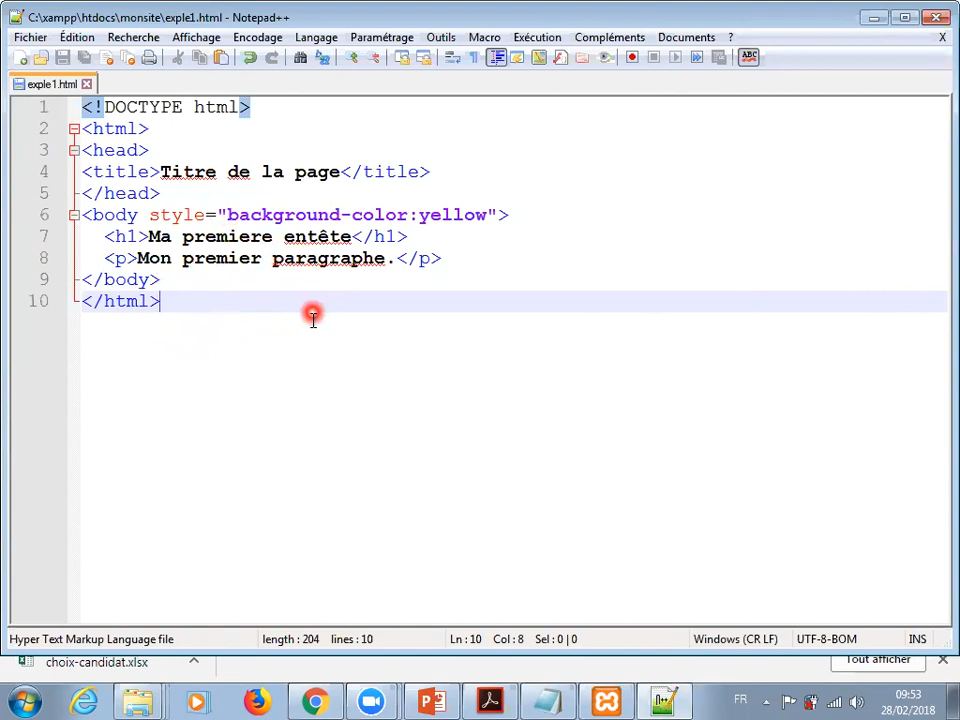 C:\xampp\htdocs\monsite\exple1.html - Notepad++
Fichier Édition Recherche Affichage Encodage Langage Paramétrage Outils Macro Exécution Compléments Documents ? X
ABC
exple1.html
1 <!DOCTYPE html>
2 <html>
3 <head>
4 <title>Titre de la page</title>
5 </head>
6 <body style="background-color:yellow">
7 <h1>Ma premiere entête</h1>
8 <p>Mon premier paragraphe.</p>
9 </body>
10 </html>
Hyper Text Markup Language file length : 204 lines : 10 Ln : 10 Col : 8 Sel : 0 | 0 Windows (CR LF) UTF-8-BOM INS
choix-candidat.xlsx Tout afficher
FR 09:53
28/02/2018